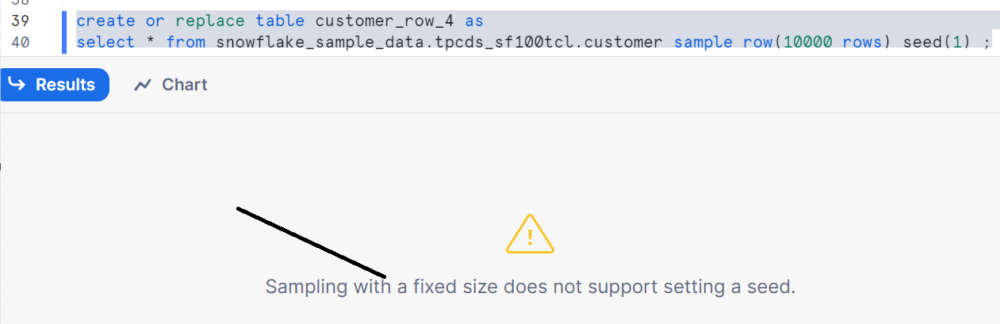 38
39 create or replace table customer_row_4 as
40 select * from snowflake_sample_data.tpcds_sf100tcl.customer sample row(10000 rows) seed(1) ;
Results Chart
Sampling with a fixed size does not support setting a seed.